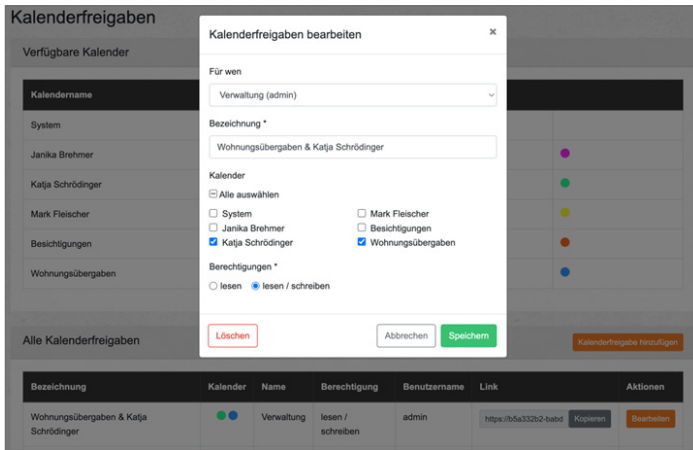 Kalenderfreigaben
Verfügbare Kalender
Kalendername
System
Janika Brehmer
Katja Schrödinger
Mark Fleischer
Besichtigungen
Wohnungsübergaben
Kalenderfreigaben bearbeiten
×
Für wen
Verwaltung (admin)
Bezeichnung *
Wohnungsübergaben & Katja Schrödinger
Kalender
Alle auswählen
System
Mark Fleischer
Janika Brehmer
Besichtigungen
Katja Schrödinger
Wohnungsübergaben
Berechtigungen *
lesen lesen / schreiben
Löschen Abbrechen Speichern
Alle Kalenderfreigaben Kalenderfreigabe hinzufügen
Bezeichnung Kalender Name Berechtigung Benutzername Link Aktionen
Wohnungsübergaben & Katja
Schrödinger
Verwaltung
lesen /
schreiben
admin
https://b5a332b2-babd
Kopieren
Bearbeiten